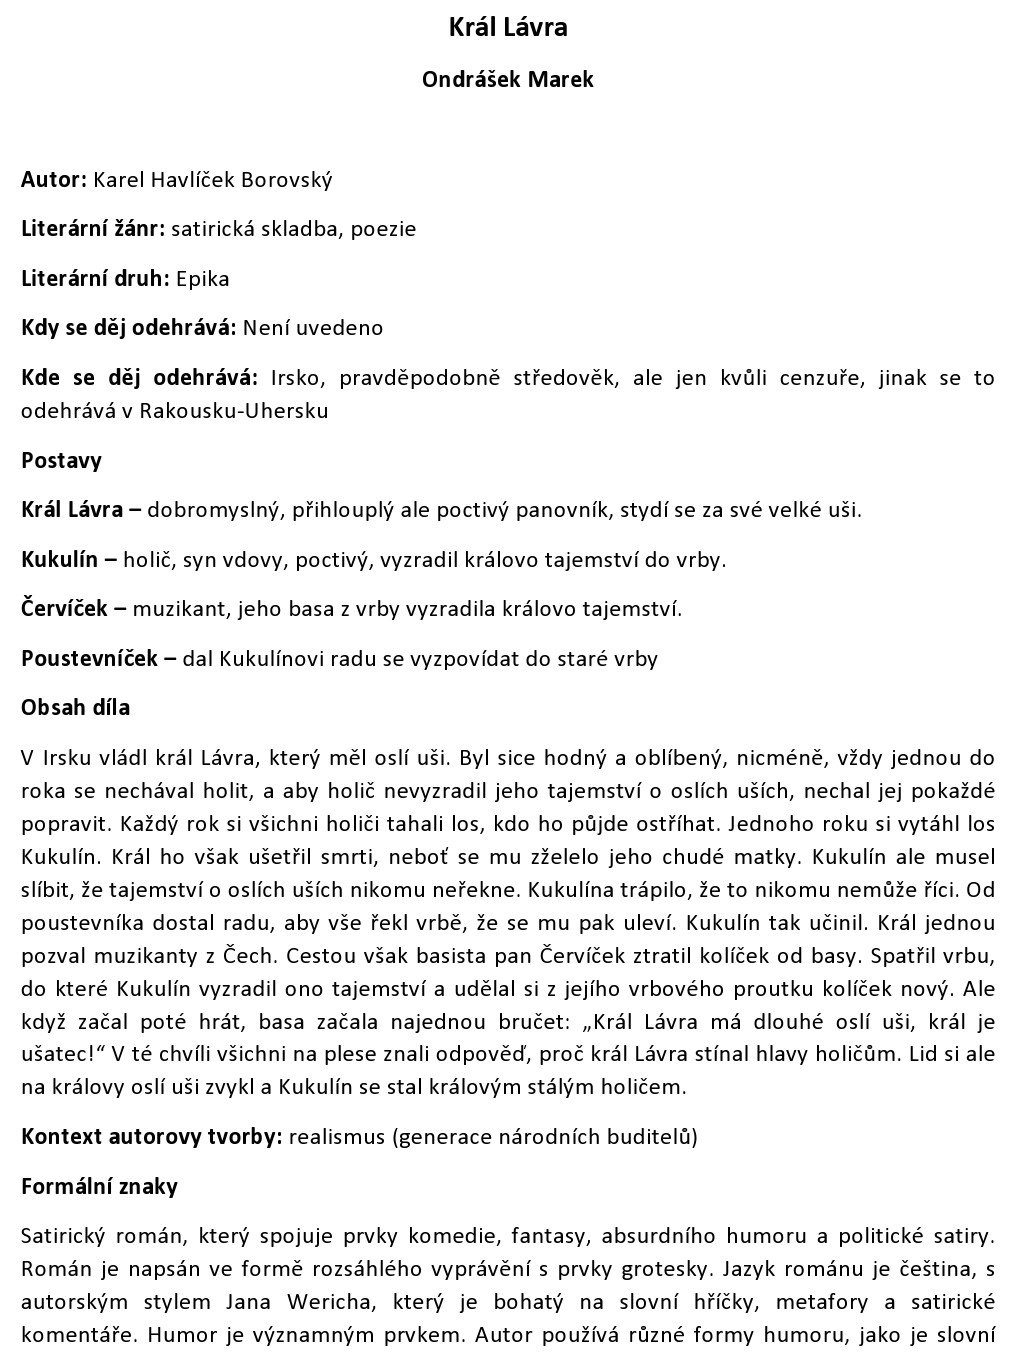 Král Lávra
Ondrášek Marek
Autor: Karel Havlíček Borovský
Literární žánr: satirická skladba, poezie
Literární druh: Epika
Kdy se děj odehrává: Není uvedeno
Kde se děj odehrává: Irsko, pravděpodobně středověk, ale jen kvůli cenzuře, jinak se to
odehrává v Rakousku-Uhersku
Postavy
Král Lávra – dobromyslný, přihlouplý ale poctivý panovník, stydí se za své velké uši.
Kukulín – holič, syn vdovy, poctivý, vyzradil královo tajemství do vrby.
Červíček – muzikant, jeho basa z vrby vyzradila královo tajemství.
Poustevníček – dal Kukulínovi radu se vyzpovídat do staré vrby
Obsah díla
V Irsku vládl král Lávra, který měl oslí uši. Byl sice hodný a oblíbený, nicméně, vždy jednou do
roka se nechával holit, a aby holič nevyzradil jeho tajemství o oslích uších, nechal jej pokaždé
popravit. Každý rok si všichni holiči tahali los, kdo ho půjde ostříhat. Jednoho roku si vytáhl los
Kukulín. Král ho však ušetřil smrti, neboť se mu zželelo jeho chudé matky. Kukulín ale musel
slíbit, že tajemství o oslích uších nikomu neřekne. Kukulína trápilo, že to nikomu nemůže říci. Od
poustevníka dostal radu, aby vše řekl vrbě, že se mu pak uleví. Kukulín tak učinil. Král jednou
pozval muzikanty z Čech. Cestou však basista pan Červíček ztratil kolíček od basy. Spatřil vrbu,
do které Kukulín vyzradil ono tajemství a udělal si z jejího vrbového proutku kolíček nový. Ale
když začal poté hrát, basa začala najednou bručet: „Král Lávra má dlouhé oslí uši, král je
ušatec!“ V té chvíli všichni na plese znali odpověď, proč král Lávra stínal hlavy holičům. Lid si ale
na královy oslí uši zvykl a Kukulín se stal královým stálým holičem.
Kontext autorovy tvorby: realismus (generace národních buditelů)
Formální znaky
Satirický román, který spojuje prvky komedie, fantasy, absurdního humoru a politické satiry.
Román je napsán ve formě rozsáhlého vyprávění s prvky grotesky. Jazyk románu je čeština, s
autorským stylem Jana Wericha, který je bohatý na slovní hříčky, metafory a satirické
komentáře. Humor je významným prvkem. Autor používá různé formy humoru, jako je slovní